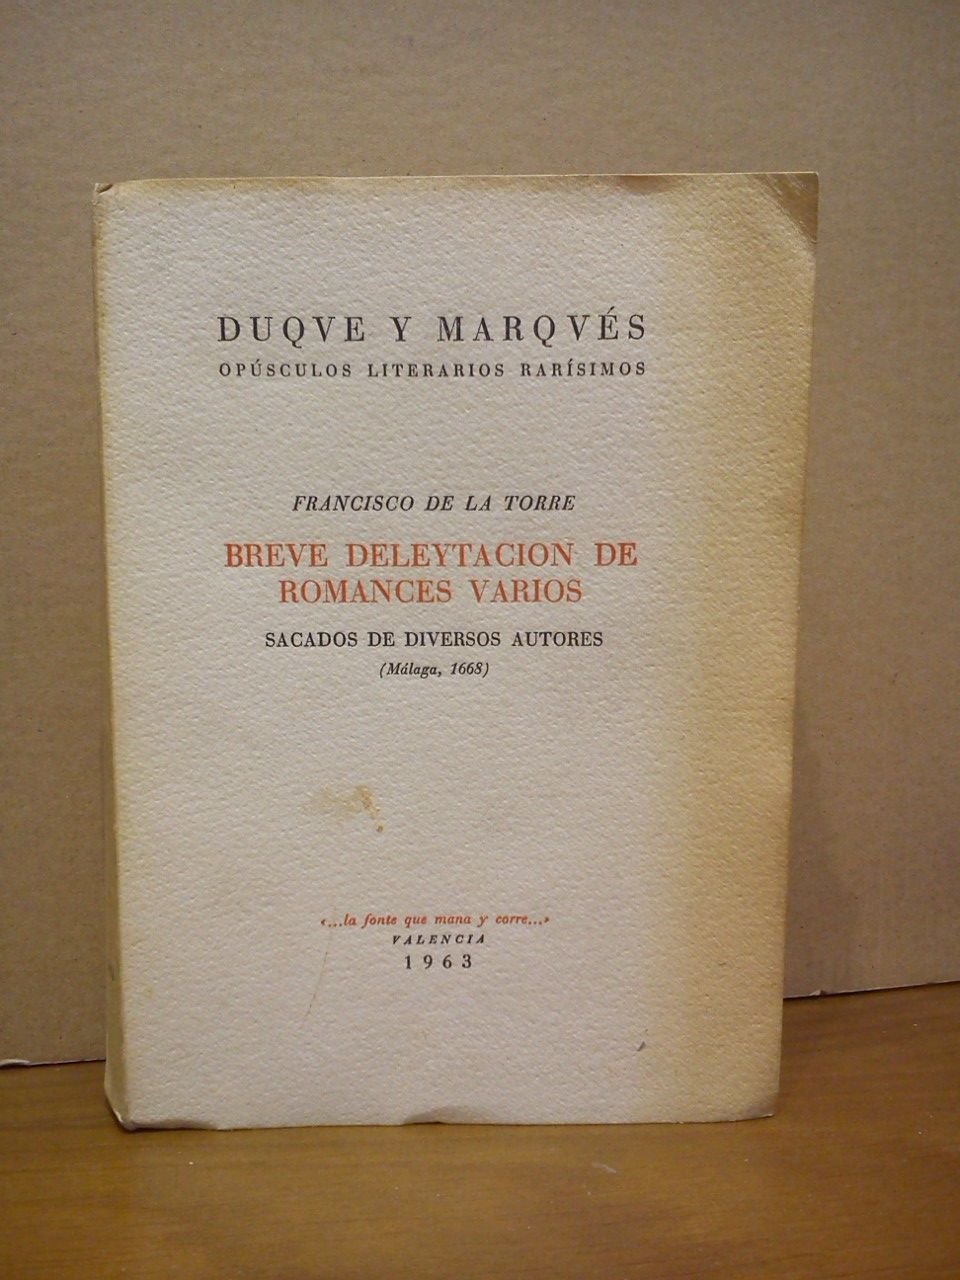 DUQVE Y MARQVÉS
OPÚSCULOS LITERARIOS RARÍSIMOS
FRANCISCO DE LA TORRE
BREVE DELEYTACION DE
ROMANCES VARIOS
SACADOS DE DIVERSOS AUTORES
(Málaga, 1668)
«...la fonte que mana y corre...»
VALENCIA
1963